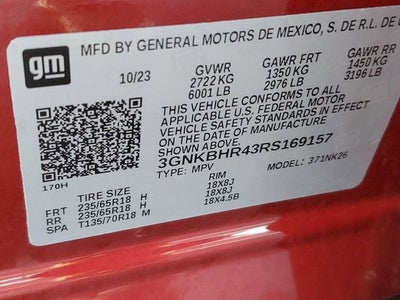 gm
MFD BY GENERAL MOTORS DE MEXICO, S. DE R.L. DE
10/23 GVWR GAWR FRT GAWR RR
2722 KG 1350 KG 1450 KG
6001 LB 2976 LB 3196 LB
THIS VEHICLE CONFORMS TO ALL
APPLICABLE U.S. FEDERAL MOTOR
VEHICLE SAFETY STANDARDS IN EFFECT
ON THE DATE OF MANUFACTURE
SHOWN ABOVE.
3GNKBHR43RS169157
TYPE: MPV MODEL: 371NK26
170H
TIRE SIZE RIM
FRT 235/65R18 H 18X8J
RR 235/65R18 H 18X8J
SPA T135/70R18 M 18X4.5B